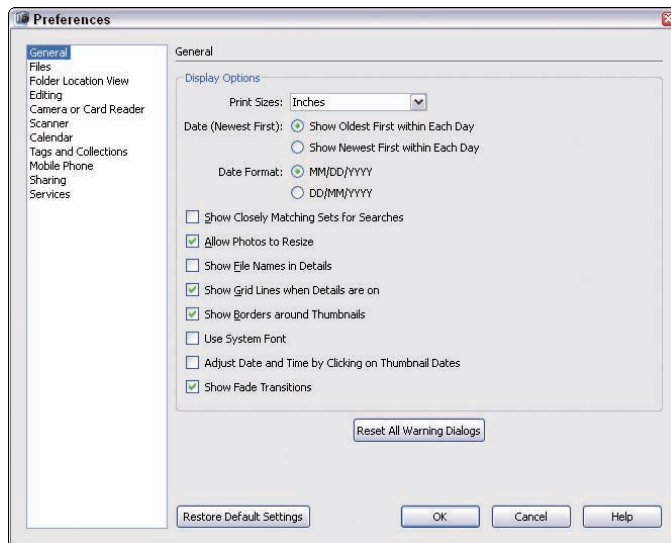 Preferences
General
Files
Folder Location View
Editing
Camera or Card Reader
Scanner
Calendar
Tags and Collections
Mobile Phone
Sharing
Services
General
Display Options
Print Sizes: Inches
Date (Newest First): Show Oldest First within Each Day
Show Newest First within Each Day
Date Format: MM/DD/YYYY
DD/MM/YYYY
Show Closely Matching Sets for Searches
Allow Photos to Resize
Show File Names in Details
Show Grid Lines when Details are on
Show Borders around Thumbnails
Use System Font
Adjust Date and Time by Clicking on Thumbnail Dates
Show Fade Transitions
Reset All Warning Dialogs
Restore Default Settings
OK
Cancel
Help